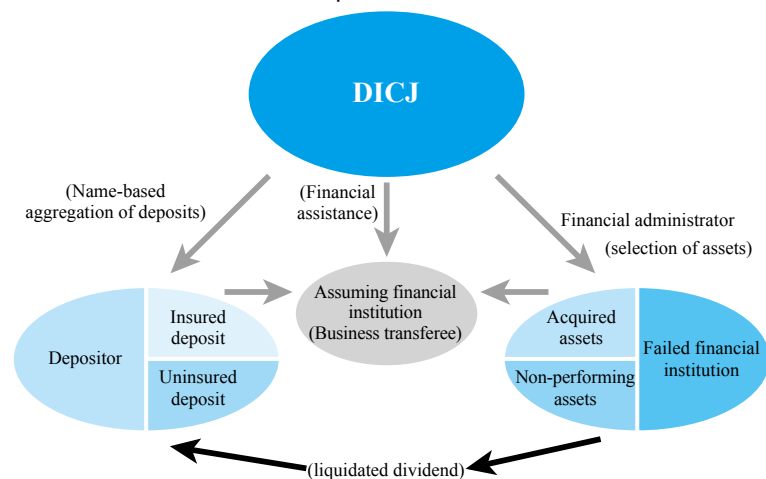 DICJ
(Name-based
aggregation of deposits)
(Financial
assistance)
Financial administrator
(selection of assets)
Depositor
Insured
deposit
Uninsured
deposit
Assuming financial
institution
(Business transferee)
Acquired
assets
Non-performing
assets
Failed financial
institution
(liquidated dividend)